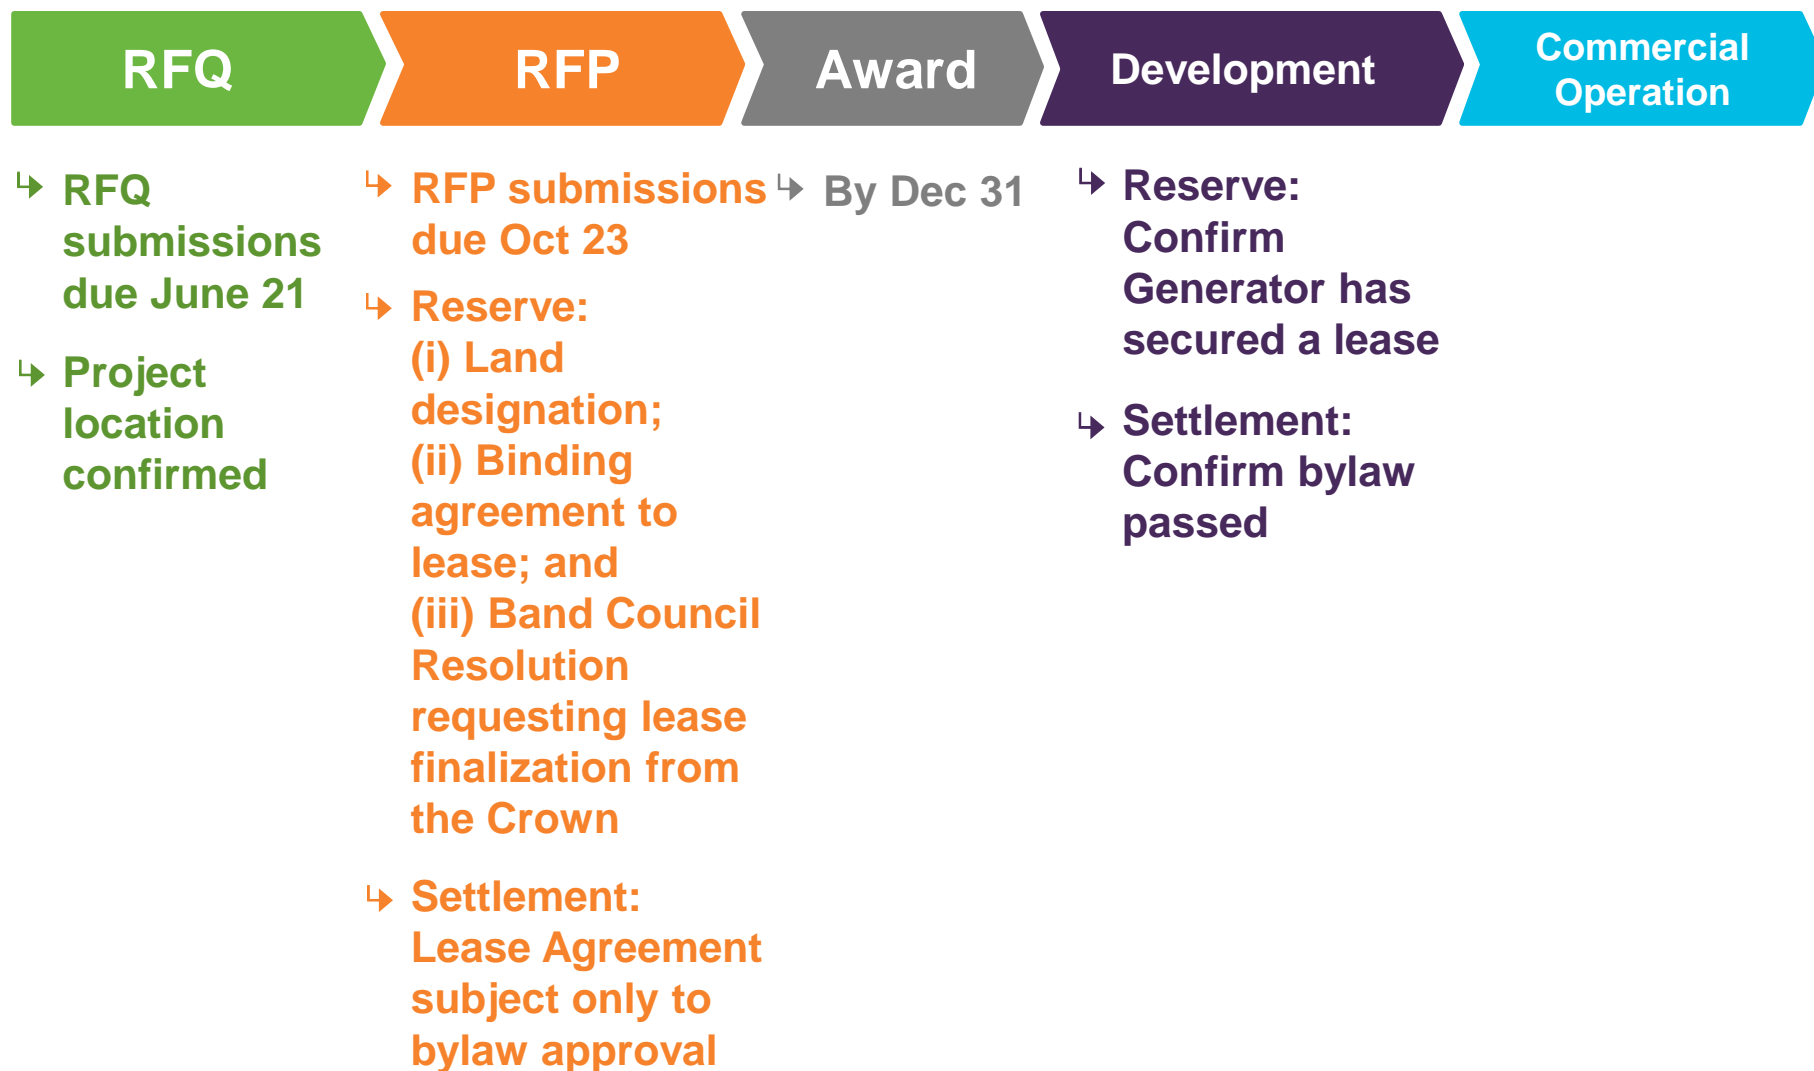 RFQ
RFP
Award
Development
Commercial
Operation
RFQ
submissions
due June 21
Project
location
confirmed
RFP submissions
due Oct 23
Reserve:
(i) Land
designation;
(ii) Binding
agreement to
lease; and
(iii) Band Council
Resolution
requesting lease
finalization from
the Crown
Settlement:
Lease Agreement
subject only to
bylaw approval
By Dec 31
Reserve:
Confirm
Generator has
secured a lease
Settlement:
Confirm bylaw
passed